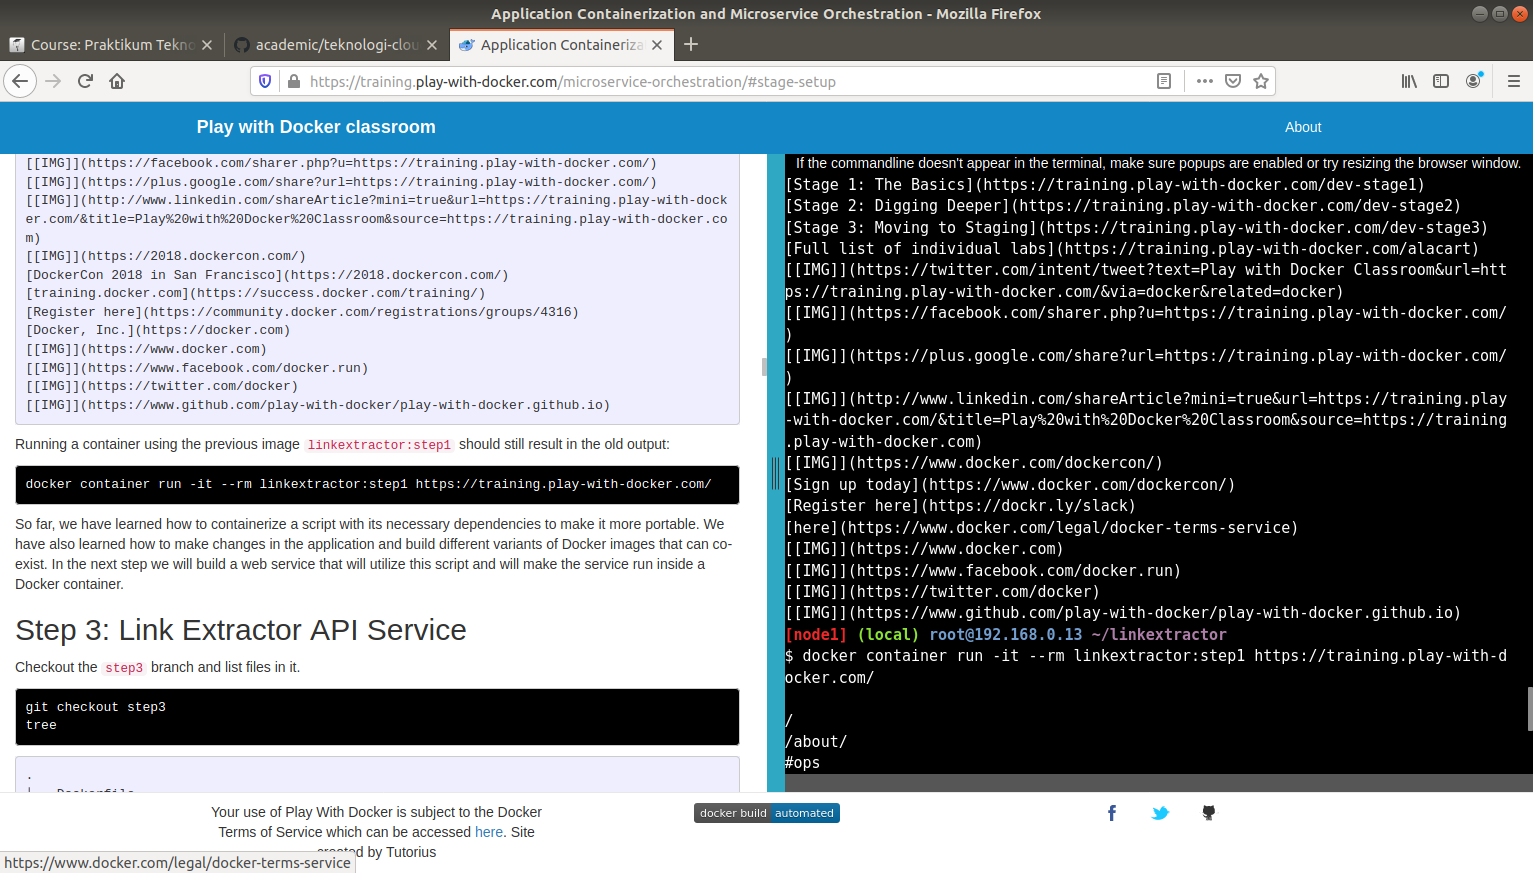 Application Containerization and Microservice Orchestration - Mozilla Firefox
Course: Praktikum Tekno
academic/teknologi-clou
Application Containeriza
https://training.play-with-docker.com/microservice-orchestration/#stage-setup
Play with Docker classroom
About
[[IMG]](https://facebook.com/sharer.php?u=https://training.play-with-docker.com/)
[[IMG]](https://plus.google.com/share?url=https://training.play-with-docker.com/)
[[IMG]](http://www.linkedin.com/shareArticle?mini=true&url=https://training.play-with-dock
er.com/&title=Play%20with%20Docker%20Classroom&source=https://training.play-with-docker.co
m)
[[IMG]](https://2018.dockercon.com/)
[DockerCon 2018 in San Francisco](https://2018.dockercon.com/)
[training.docker.com](https://success.docker.com/training/)
[Register here](https://community.docker.com/registrations/groups/4316)
[Docker, Inc.](https://docker.com)
[[IMG]](https://www.docker.com)
[[IMG]](https://www.facebook.com/docker.run)
[[IMG]](https://twitter.com/docker)
[[IMG]](https://www.github.com/play-with-docker/play-with-docker.github.io)
Running a container using the previous image linkextractor:step1 should still result in the old output:
docker container run -it --rm linkextractor:step1 https://training.play-with-docker.com/
So far, we have learned how to containerize a script with its necessary dependencies to make it more portable. We
have also learned how to make changes in the application and build different variants of Docker images that can co-
exist. In the next step we will build a web service that will utilize this script and will make the service run inside a
Docker container.
Step 3: Link Extractor API Service
Checkout the step3 branch and list files in it.
git checkout step3
tree
.
If the commandline doesn't appear in the terminal, make sure popups are enabled or try resizing the browser window.
[Stage 1: The Basics](https://training.play-with-docker.com/dev-stage1)
[Stage 2: Digging Deeper](https://training.play-with-docker.com/dev-stage2)
[Stage 3: Moving to Staging](https://training.play-with-docker.com/dev-stage3)
[Full list of individual labs](https://training.play-with-docker.com/alacart)
[[IMG]](https://twitter.com/intent/tweet?text=Play with Docker Classroom&url=htt
ps://training.play-with-docker.com/&via=docker&related=docker)
[[IMG]](https://facebook.com/sharer.php?u=https://training.play-with-docker.com/
)
[[IMG]](https://plus.google.com/share?url=https://training.play-with-docker.com/
)
[[IMG]](http://www.linkedin.com/shareArticle?mini=true&url=https://training.play
-with-docker.com/&title=Play%20with%20Docker%20Classroom&source=https://training
.play-with-docker.com)
[[IMG]](https://www.docker.com/dockercon/)
[Sign up today](https://www.docker.com/dockercon/)
[Register here](https://dockr.ly/slack)
[here](https://www.docker.com/legal/docker-terms-service)
[[IMG]](https://www.docker.com)
[[IMG]](https://www.facebook.com/docker.run)
[[IMG]](https://twitter.com/docker)
[[IMG]](https://www.github.com/play-with-docker/play-with-docker.github.io)
[node1] (local) root@192.168.0.13 ~/linkextractor
$ docker container run -it --rm linkextractor:step1 https://training.play-with-d
ocker.com/
/
/about/
#ops
Your use of Play With Docker is subject to the Docker
Terms of Service which can be accessed here. Site
created by Tutorius
docker build automated
https://www.docker.com/legal/docker-terms-service